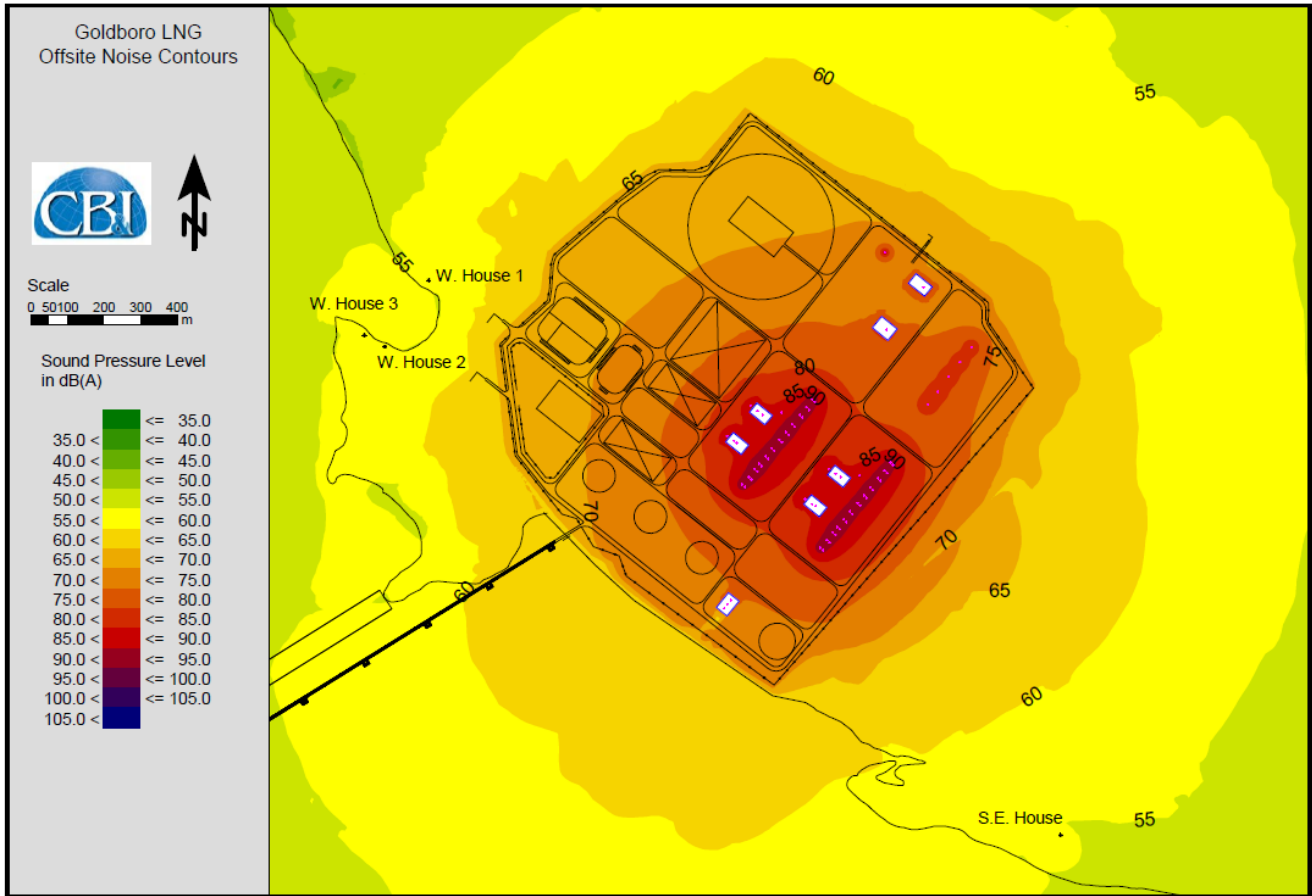 Goldboro LNG
Offsite Noise Contours
CB&I
N
Scale
0 50100 200 300 400
m
Sound Pressure Level
in dB(A)
<= 35.0
35.0 < <= 40.0
40.0 < <= 45.0
45.0 < <= 50.0
50.0 < <= 55.0
55.0 < <= 60.0
60.0 < <= 65.0
65.0 < <= 70.0
70.0 < <= 75.0
75.0 < <= 80.0
80.0 < <= 85.0
85.0 < <= 90.0
90.0 < <= 95.0
95.0 < <= 100.0
100.0 < <= 105.0
105.0 <
60
55
65
55
W. House 1
W. House 3
W. House 2
75
80
85 90
85 90
70
70
60
65
60
S.E. House
55